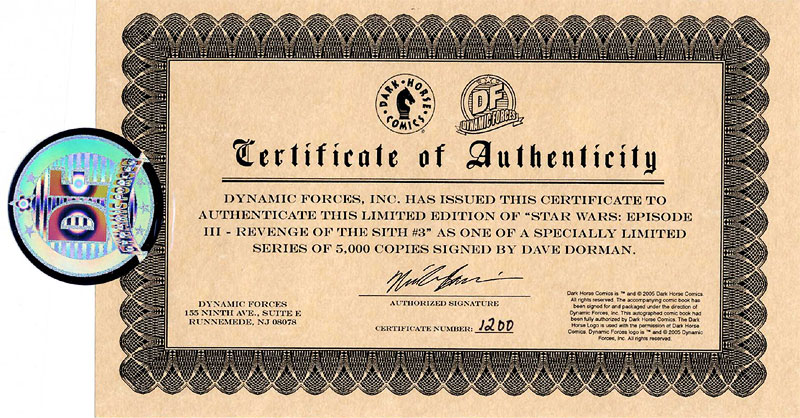 DARK · HORSE
COMICS
DF
DYNAMIC FORCES
DF
DYNAMIC FORCES
Certificate of Authenticity
DYNAMIC FORCES, INC. HAS ISSUED THIS CERTIFICATE TO
AUTHENTICATE THIS LIMITED EDITION OF “STAR WARS: EPISODE
III - REVENGE OF THE SITH #3” AS ONE OF A SPECIALLY LIMITED
SERIES OF 5,000 COPIES SIGNED BY DAVE DORMAN.
AUTHORIZED SIGNATURE
DYNAMIC FORCES
155 NINTH AVE., SUITE E
RUNNEMEDE, NJ 08078
CERTIFICATE NUMBER: 1200
Dark Horse Comics is ™ and © 2005 Dark Horse Comics
All rights reserved. The accompanying comic book has
been signed for and packaged under the direction of
Dynamic Forces, Inc. This autographed comic book had
been fully authorized by Dark Horse Comics. The Dark
Horse Logo is used with the permission of Dark Horse
Comics. Dynamic Forces logo is ™ and © 2005 Dynamic
Forces, Inc. All rights reserved.